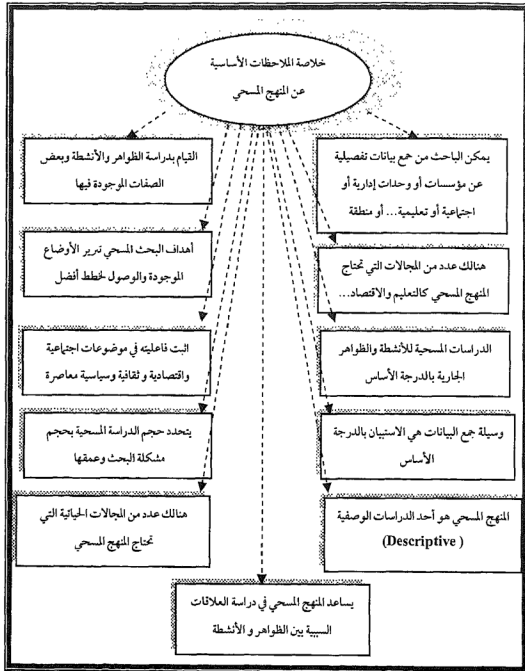 خلاصة الملاحظات الأساسية
عن المنهج المسحي
يمكن الباحث من جمع بيانات تفصيلية
عن مؤسسات أو وحدات إدارية أو
اجتماعية أو تعليمية... أو منطقة
القيام بدراسة الظواهر والأنشطة وبعض
الصفات الموجودة فيها
هنالك عدد من المجالات التي تحتاج
المنهج المسحي كالتعليم والاقتصاد...
أهداف البحث المسحي تبرير الأوضاع
الموجودة والوصول لخطط أفضل
الدراسات المسحية للأنشطة والظواهر
الجارية بالدرجة الأساس
اثبت فاعليته في موضوعات اجتماعية
واقتصادية و ثقافية وسياسية معاصرة
وسيلة جمع البيانات هي الاستبيان بالدرجة
الأساس
يتحدد حجم الدراسة المسحية بحجم
مشكلة البحث وعمقها
المنهج المسحي هو أحد الدراسات الوصفية
(Descriptive )
هنالك عدد من المجالات الحياتية التي
تحتاج المنهج المسحي
يساعد المنهج المسحي في دراسة العلاقات
السببية بين الظواهر و الأنشطة